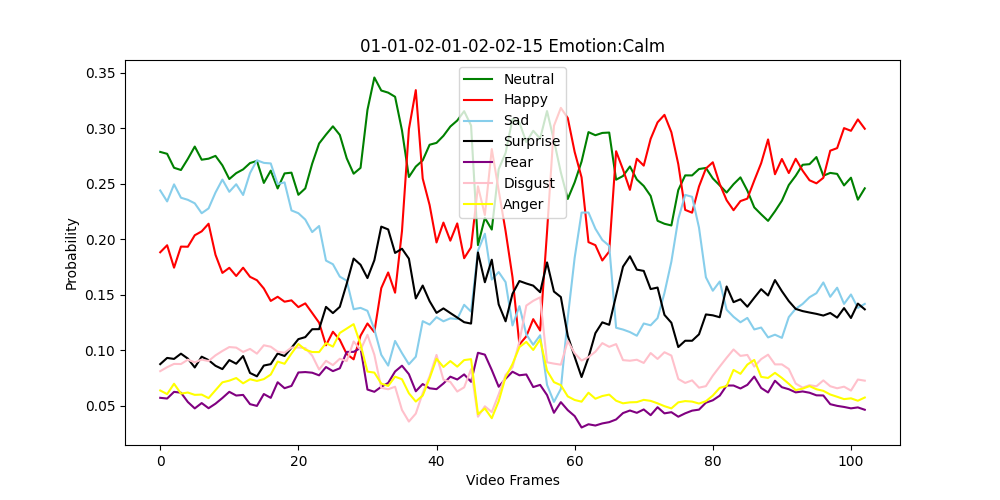 01-01-02-01-02-02-15 Emotion:Calm
Probability
0.35
0.30
0.25
0.20
0.15
0.10
0.05
Neutral
Happy
Sad
Surprise
Fear
Disgust
Anger
0 20 40 60 80 100
Video Frames